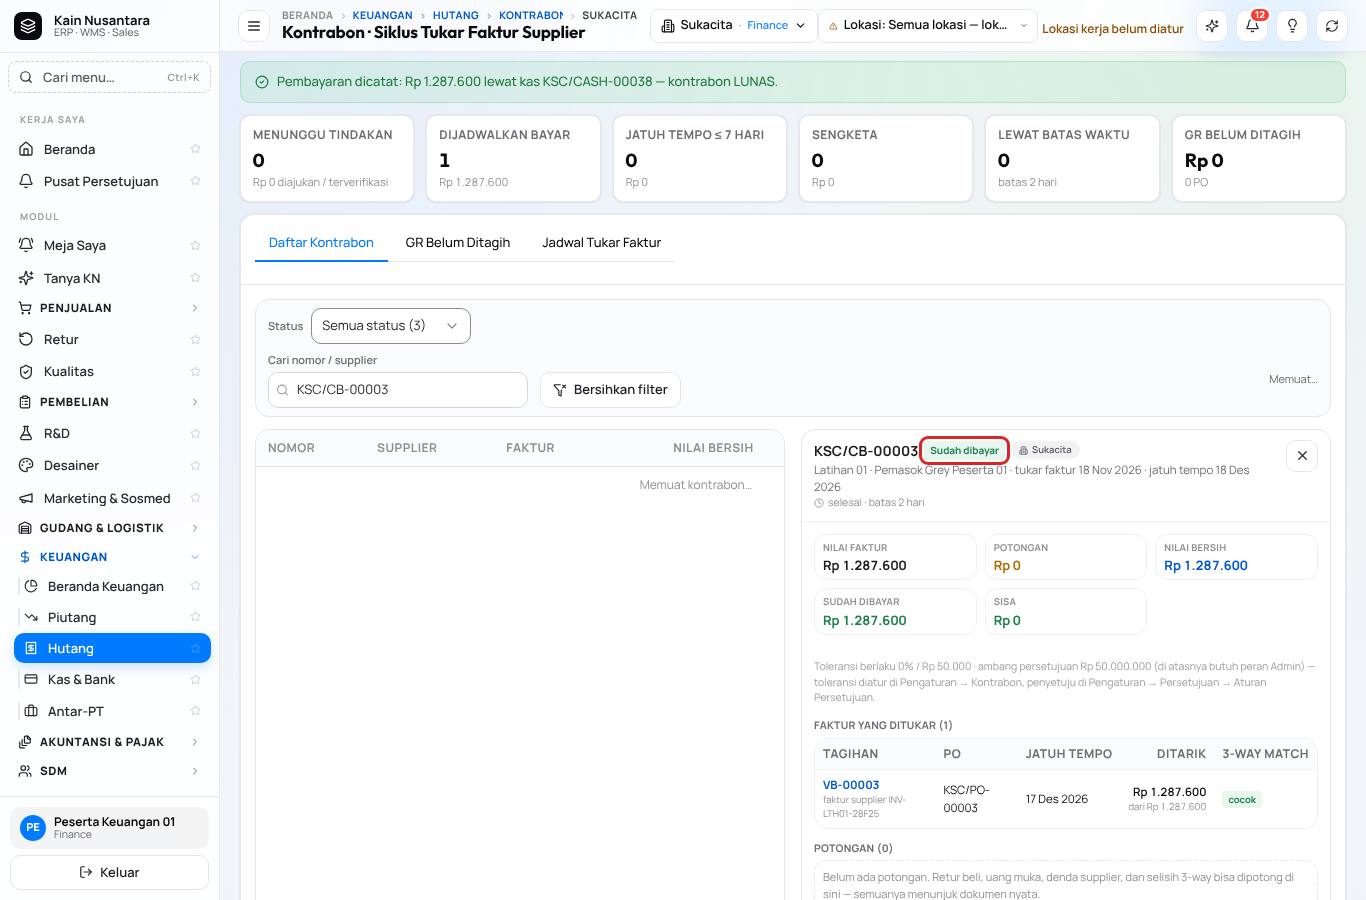 Kain Nusantara
ERP · WMS · Sales
Cari menu... Ctrl+K
KERJA SAYA
Beranda
Pusat Persetujuan
MODUL
Meja Saya
Tanya KN
PENJUALAN
Retur
Kualitas
PEMBELIAN
R&D
Desainer
Marketing & Sosmed
GUDANG & LOGISTIK
KEUANGAN
Beranda Keuangan
Piutang
Hutang
Kas & Bank
Antar-PT
AKUNTANSI & PAJAK
SDM
PE
Peserta Keuangan 01
Finance
Keluar
BERANDA > KEUANGAN > HUTANG > KONTRABON > SUKACITA
Kontrabon · Siklus Tukar Faktur Supplier
Sukacita · Finance
Lokasi: Semua lokasi — lok...
Lokasi kerja belum diatur
12
Pembayaran dicatat: Rp 1.287.600 lewat kas KSC/CASH-00038 — kontrabon LUNAS.
MENUNGGU TINDAKAN
0
Rp 0 diajukan / terverifikasi
DIJADWALKAN BAYAR
1
Rp 1.287.600
JATUH TEMPO ≤ 7 HARI
0
Rp 0
SENGKETA
0
Rp 0
LEWAT BATAS WAKTU
0
batas 2 hari
GR BELUM DITAGIH
Rp 0
0 PO
Daftar Kontrabon GR Belum Ditagih Jadwal Tukar Faktur
Status Semua status (3)
Cari nomor / supplier
KSC/CB-00003 Bersihkan filter
Memuat...
NOMOR SUPPLIER FAKTUR NILAI BERSIH
Memuat kontrabon...
KSC/CB-00003 Sudah dibayar Sukacita
Latihan 01 · Pemasok Grey Peserta 01 · tukar faktur 18 Nov 2026 · jatuh tempo 18 Des
2026
selesai · batas 2 hari
NILAI FAKTUR
Rp 1.287.600
POTONGAN
Rp 0
NILAI BERSIH
Rp 1.287.600
SUDAH DIBAYAR
Rp 1.287.600
SISA
Rp 0
Toleransi berlaku 0% / Rp 50.000 · ambang persetujuan Rp 50.000.000 (di atasnya butuh peran Admin) —
toleransi diatur di Pengaturan → Kontrabon, penyetuju di Pengaturan → Persetujuan → Aturan
Persetujuan.
FAKTUR YANG DITUKAR (1)
TAGIHAN PO JATUH TEMPO DITARIK 3-WAY MATCH
VB-00003
faktur supplier INV-
LTH01-28F25
KSC/PO-
00003
17 Des 2026
Rp 1.287.600
dari Rp 1.287.600
cocok
POTONGAN (0)
Belum ada potongan. Retur beli, uang muka, denda supplier, dan selisih 3-way bisa dipotong di
sini — semuanya menunjuk dokumen nyata.